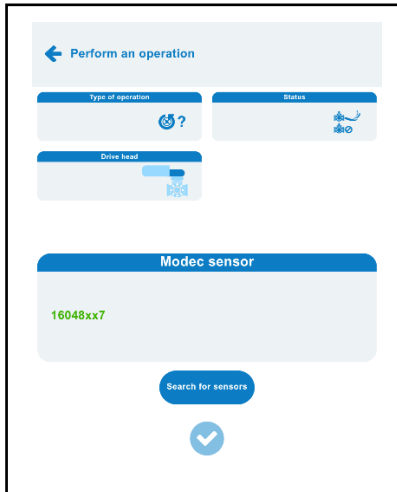 Perform an operation
Type of operation
Status
?
Drive head
Modec sensor
16048xx7
Search for sensors